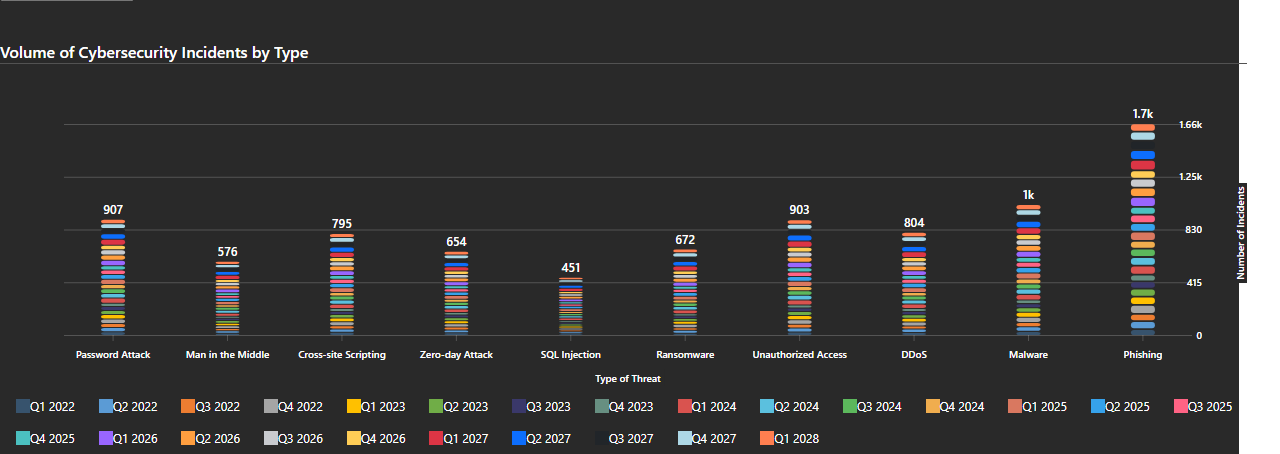 Volume of Cybersecurity Incidents by Type
1.7k
1.66k
1.25k
1k
907
903
830
804
795
672
654
576
451
415
0
Number of Incidents
Password Attack Man in the Middle Cross-site Scripting Zero-day Attack SQL Injection Ransomware Unauthorized Access DDoS Malware Phishing
Type of Threat
Q1 2022 Q2 2022 Q3 2022 Q4 2022 Q1 2023 Q2 2023 Q3 2023 Q4 2023 Q1 2024 Q2 2024 Q3 2024 Q4 2024 Q1 2025 Q2 2025 Q3 2025
Q4 2025 Q1 2026 Q2 2026 Q3 2026 Q4 2026 Q1 2027 Q2 2027 Q3 2027 Q4 2027 Q1 2028